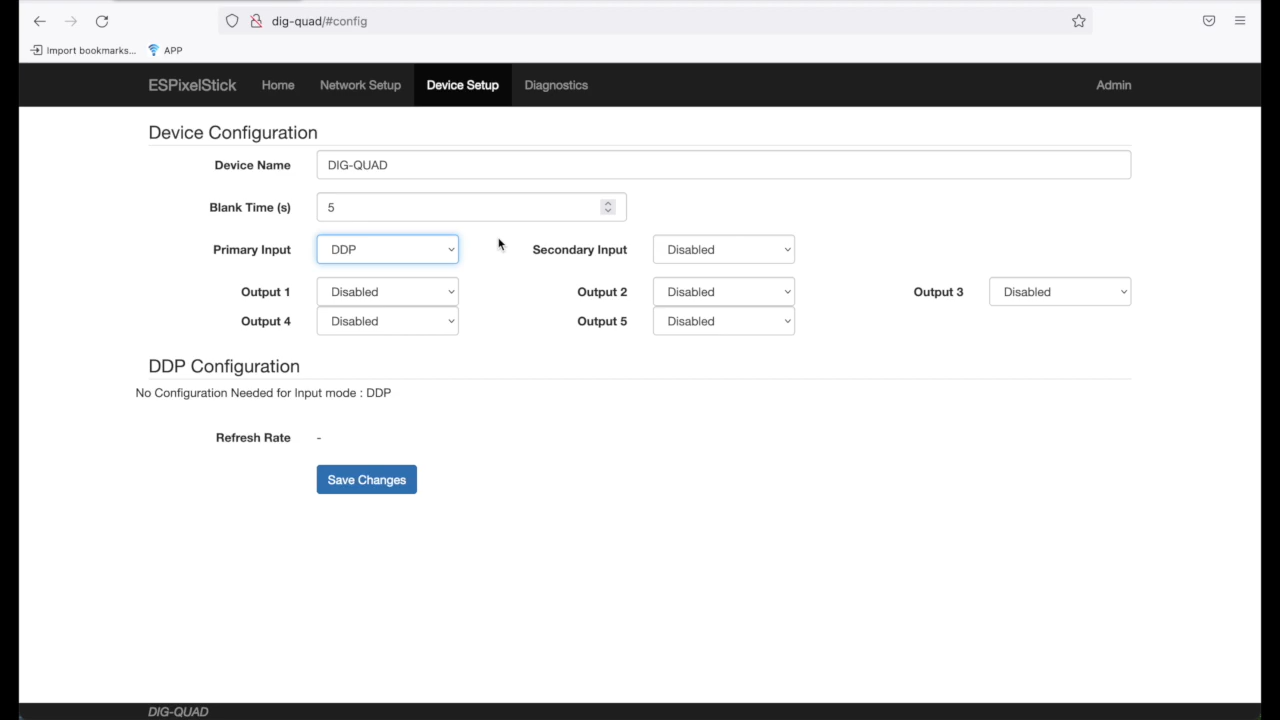 dig-quad/#config
Import bookmarks... APP
ESPixelStick Home Network Setup Device Setup Diagnostics Admin
Device Configuration
Device Name DIG-QUAD
Blank Time (s) 5
Primary Input DDP Secondary Input Disabled
Output 1 Disabled Output 2 Disabled Output 3 Disabled
Output 4 Disabled Output 5 Disabled
DDP Configuration
No Configuration Needed for Input mode : DDP
Refresh Rate -
Save Changes
DIG-QUAD